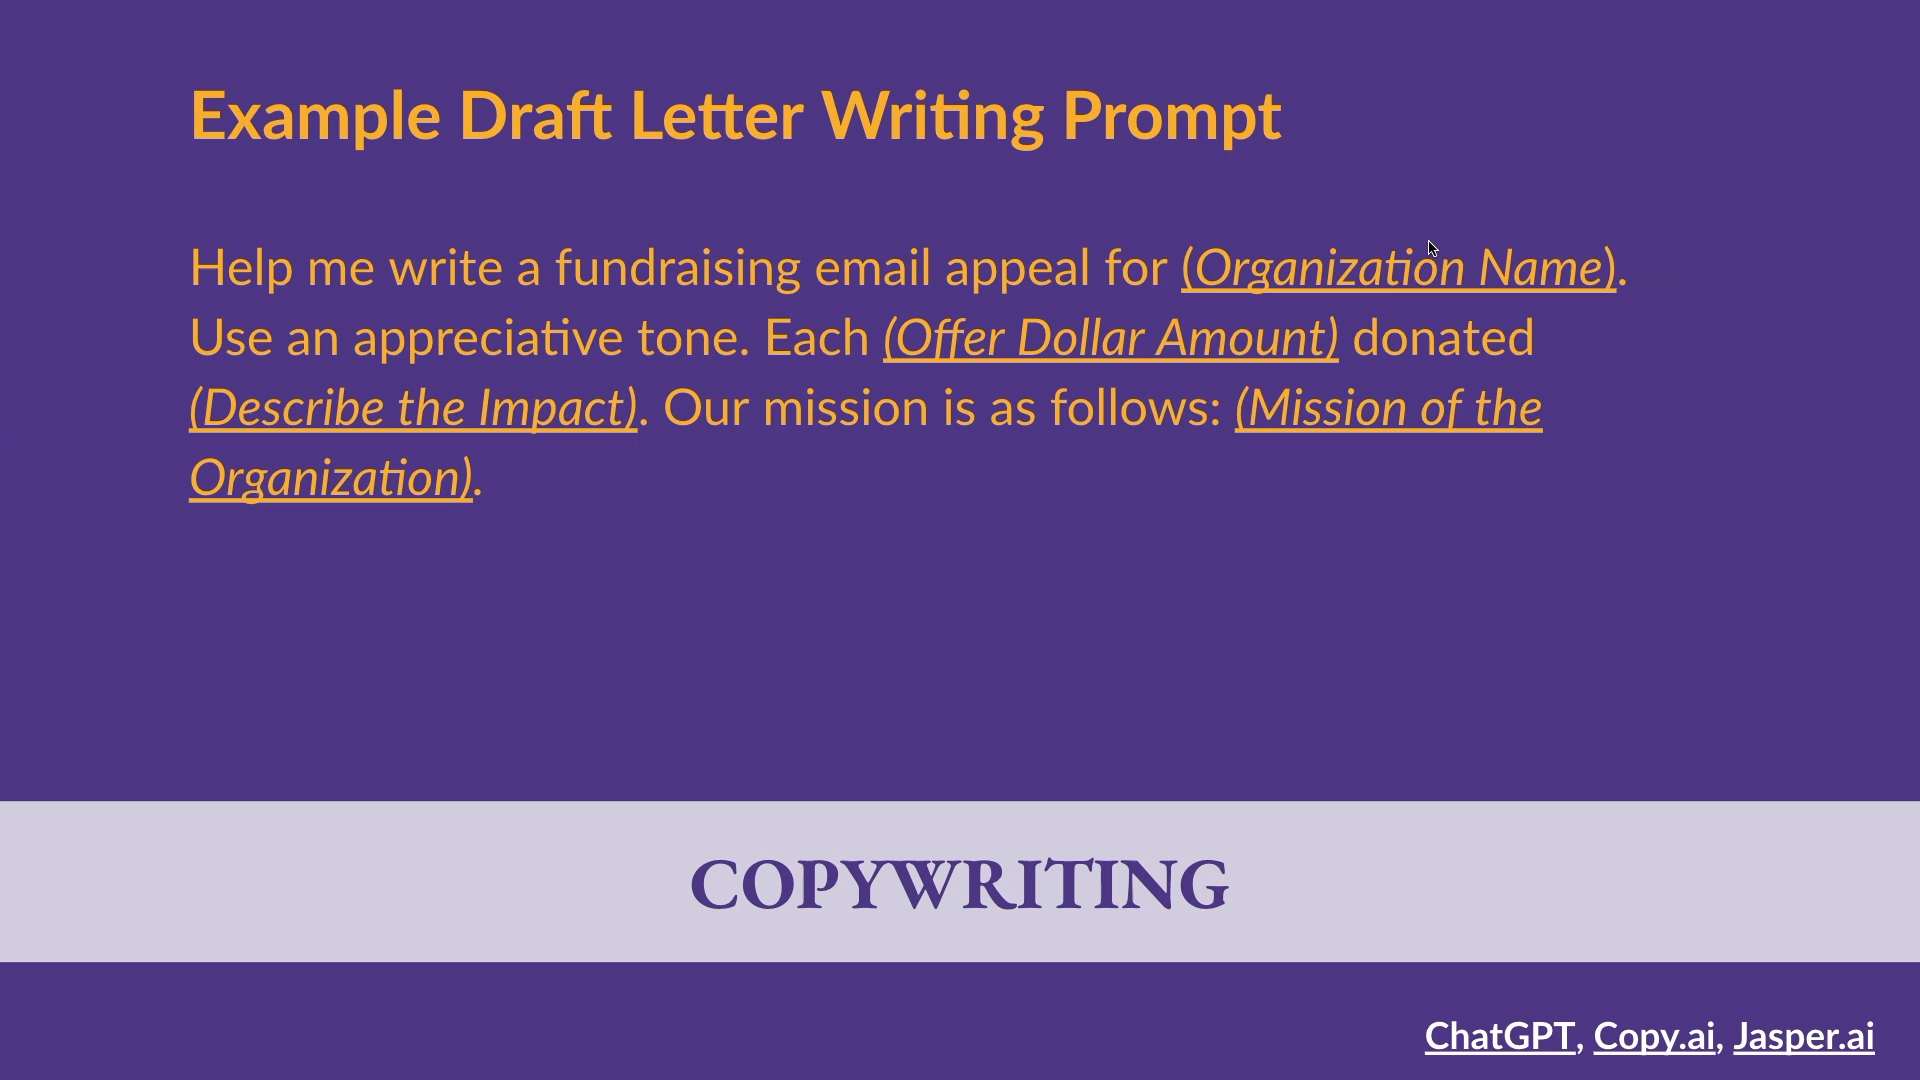 Example Draft Letter Writing Prompt
Help me write a fundraising email appeal for (Organization Name).
Use an appreciative tone. Each (Offer Dollar Amount) donated
(Describe the Impact). Our mission is as follows: (Mission of the
Organization).
COPYWRITING
ChatGPT, Copy.ai, Jasper.ai